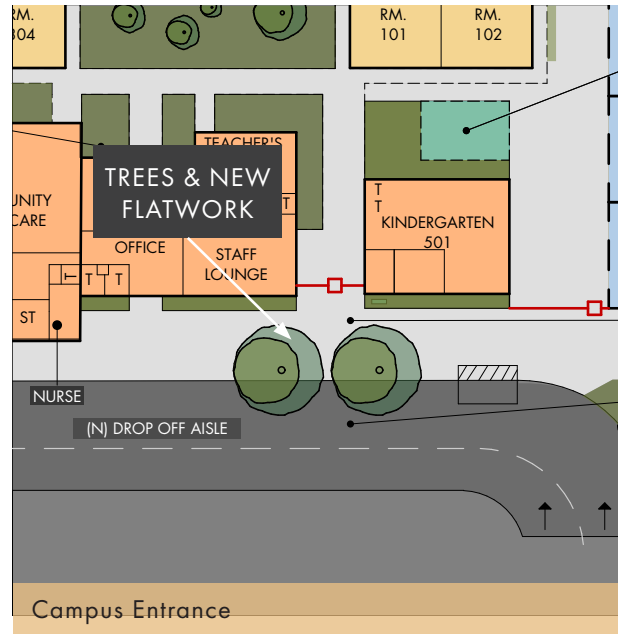 RM.
304
RM.
101
RM.
102
TEACHER'S
TREES & NEW
FLATWORK
T
T
T
KINDERGARTEN
501
UNITY
CARE
OFFICE
STAFF
LOUNGE
T
T
T
ST
NURSE
(N) DROP OFF AISLE
Campus Entrance